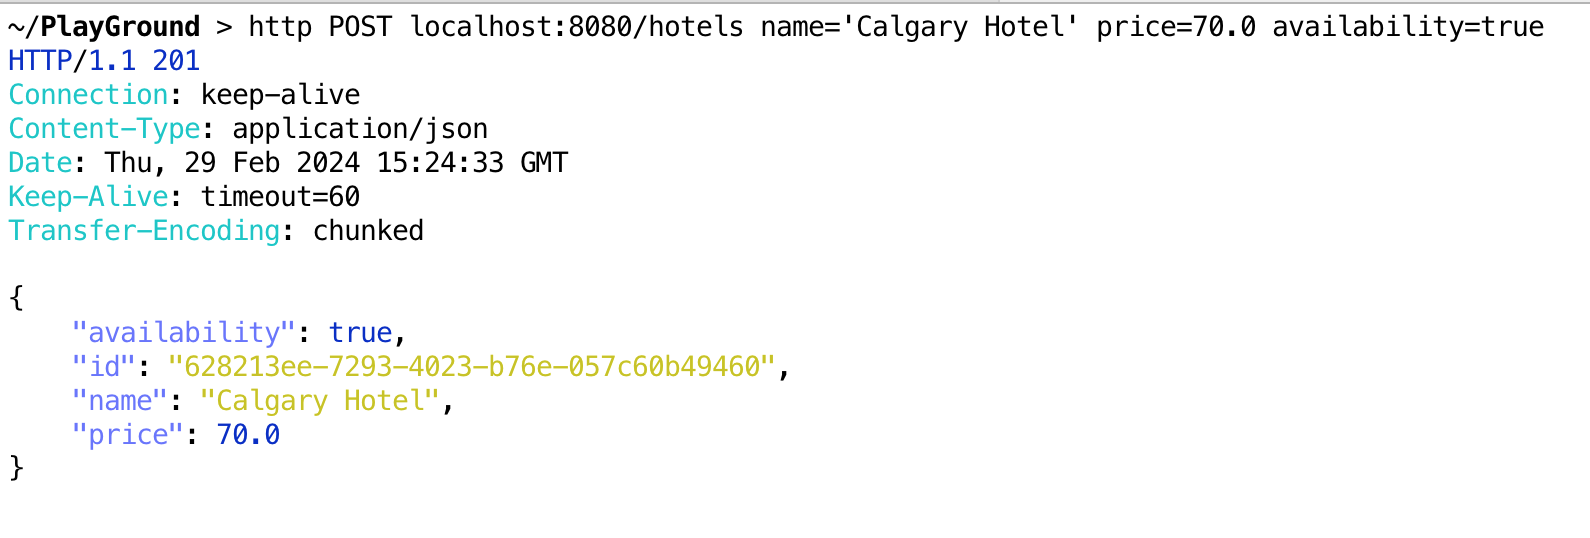 ~/PlayGround > http POST localhost:8080/hotels name='Calgary Hotel' price=70.0 availability=true
HTTP/1.1 201
Connection: keep-alive
Content-Type: application/json
Date: Thu, 29 Feb 2024 15:24:33 GMT
Keep-Alive: timeout=60
Transfer-Encoding: chunked

{
    "availability": true,
    "id": "628213ee-7293-4023-b76e-057c60b49460",
    "name": "Calgary Hotel",
    "price": 70.0
}